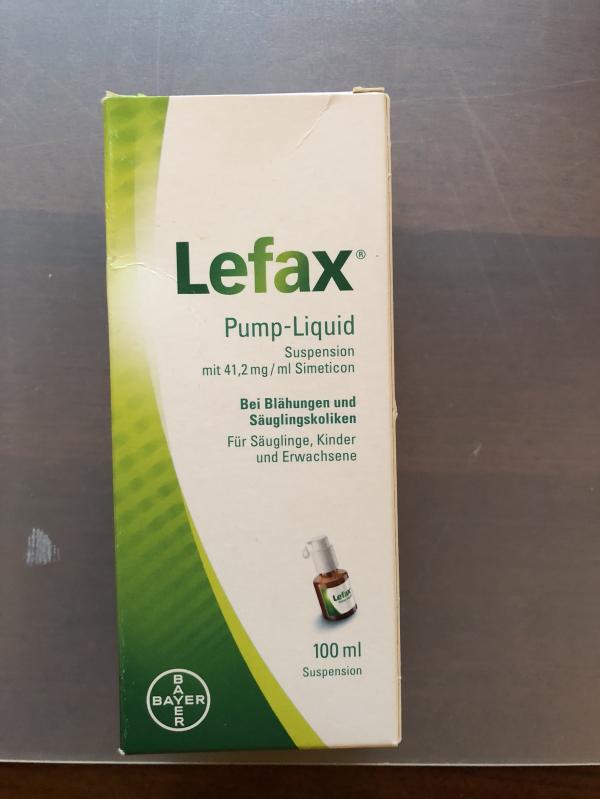 Lefax®
Pump-Liquid
Suspension
mit 41,2 mg/ml Simeticon
Bei Blähungen und
Säuglingskoliken
Für Säuglinge, Kinder
und Erwachsene
Lefax
100 ml
Suspension
BAYER
BAYER